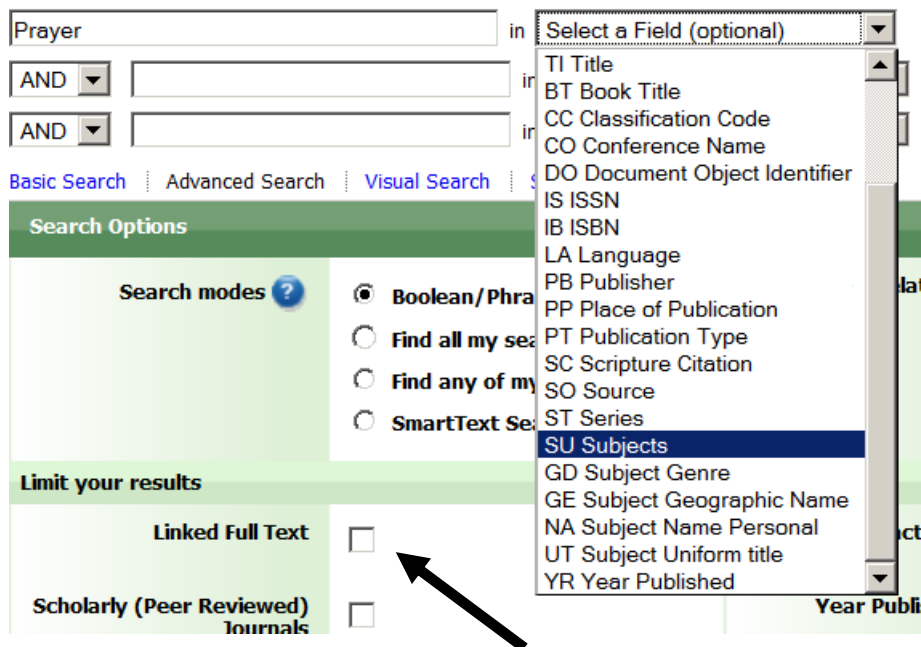 Prayer in Select a Field (optional)
TI Title
AND in BT Book Title
CC Classification Code
AND in CO Conference Name
DO Document Object Identifier
Basic Search Advanced Search Visual Search
IS ISSN
Search Options IB ISBN
LA Language
Search modes ? Boolean/Phra PB Publisher
PP Place of Publication
Find all my sea PT Publication Type
SC Scripture Citation
Find any of my SO Source
SmartText Sea ST Series
SU Subjects
Limit your results GD Subject Genre
GE Subject Geographic Name
Linked Full Text NA Subject Name Personal
UT Subject Uniform title
YR Year Published
Scholarly (Peer Reviewed) Year Publi
Journals